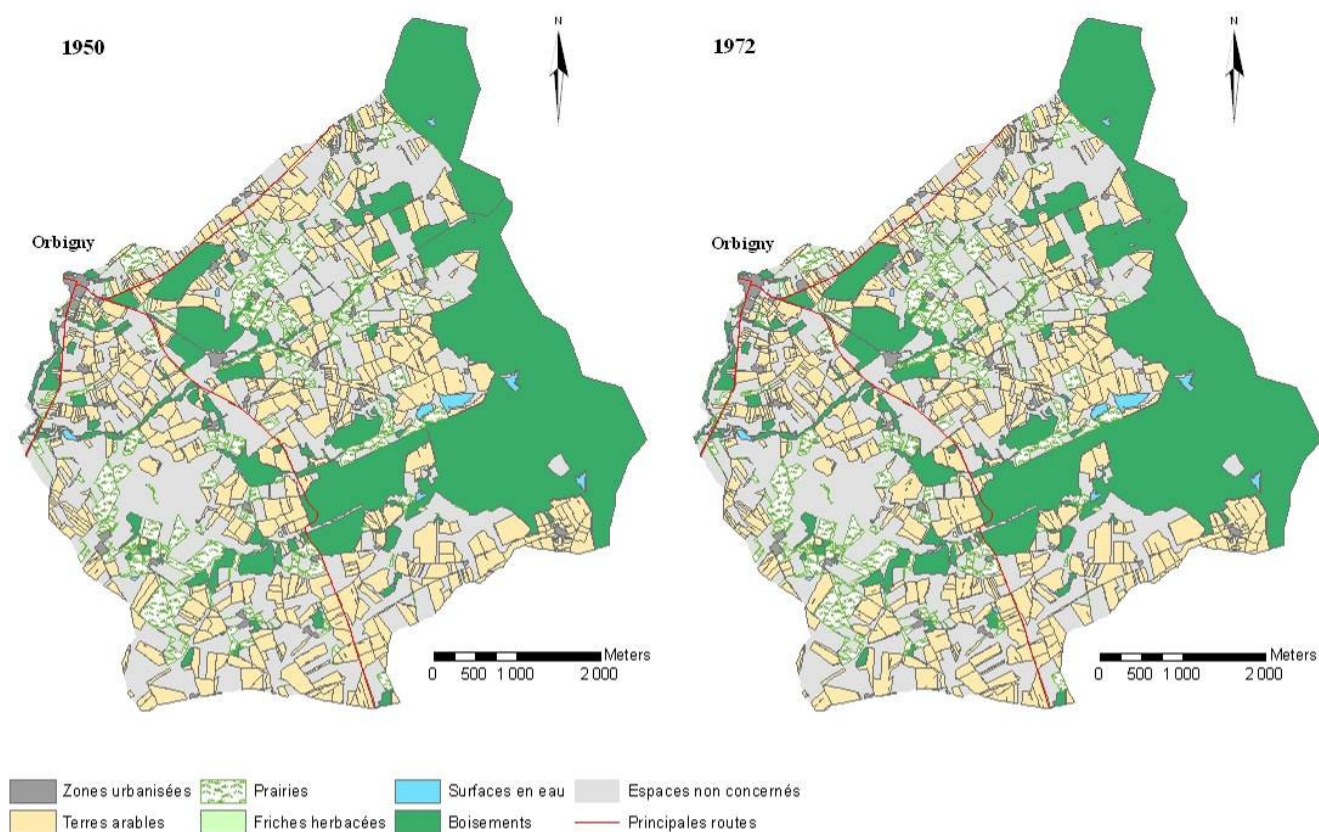 1950
N
Orbigny
Meters
0 500 1 000 2 000
1972
N
Orbigny
Meters
0 500 1 000 2 000
Zones urbanisées
Prairies
Surfaces en eau
Espaces non concernés
Terres arables
Friches herbacées
Boisements
Principales routes